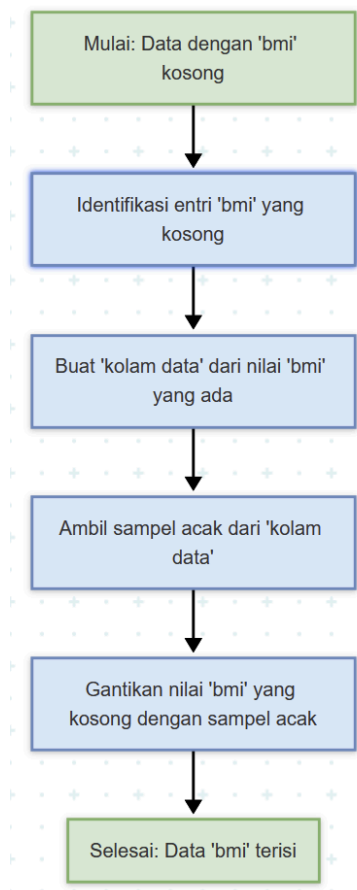 Mulai: Data dengan 'bmi'
kosong
Identifikasi entri 'bmi' yang
kosong
Buat 'kolam data' dari nilai 'bmi'
yang ada
Ambil sampel acak dari 'kolam
data'
Gantikan nilai 'bmi' yang
kosong dengan sampel acak
Selesai: Data 'bmi' terisi